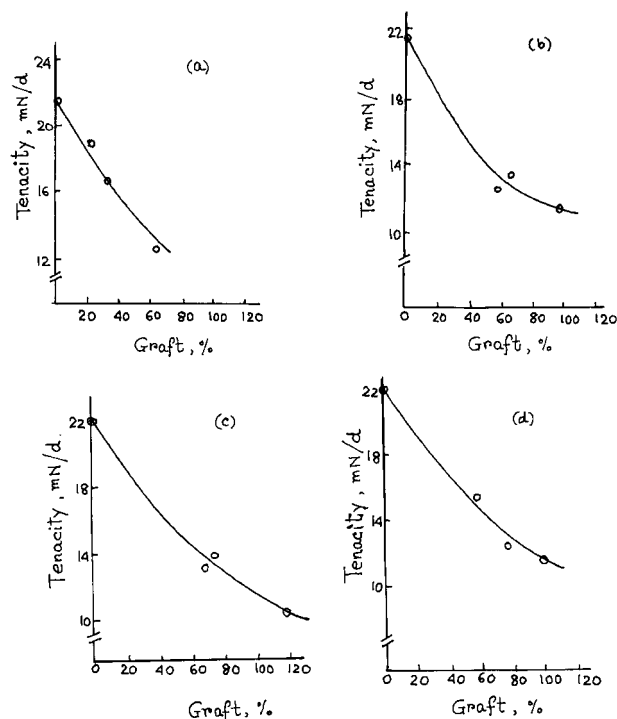 (a)
Tenacity, mN/d
24
20
16
12
20 40 60 80 100 120
Graft, %
(b)
Tenacity, mN/d
22
18
14
10
0 20 40 60 80 100 120
Graft, %
(c)
Tenacity, mN/d.
22
18
14
10
0 20 40 60 80 100 120
Graft, %
(d)
Tenacity, mN/d
22
18
14
10
0 20 40 60 80 100 120
Graft, %